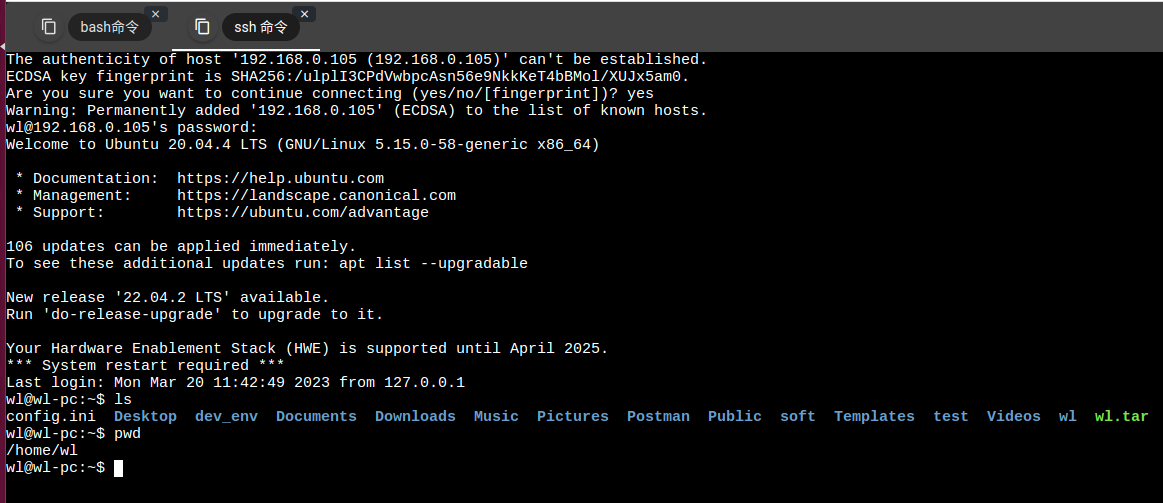 bash命令 × ssh 命令 ×
The authenticity of host '192.168.0.105 (192.168.0.105)' can't be established.
ECDSA key fingerprint is SHA256:/ulplI3CPdVwbpcAsn56e9NkkKeT4bBMol/XUJx5am0.
Are you sure you want to continue connecting (yes/no/[fingerprint])? yes
Warning: Permanently added '192.168.0.105' (ECDSA) to the list of known hosts.
wl@192.168.0.105's password:
Welcome to Ubuntu 20.04.4 LTS (GNU/Linux 5.15.0-58-generic x86_64)
* Documentation:  https://help.ubuntu.com
* Management:     https://landscape.canonical.com
* Support:        https://ubuntu.com/advantage
106 updates can be applied immediately.
To see these additional updates run: apt list --upgradable
New release '22.04.2 LTS' available.
Run 'do-release-upgrade' to upgrade to it.
Your Hardware Enablement Stack (HWE) is supported until April 2025.
*** System restart required ***
Last login: Mon Mar 20 11:42:49 2023 from 127.0.0.1
wl@wl-pc:~$ ls
config.ini  Desktop  dev_env  Documents  Downloads  Music  Pictures  Postman  Public  soft  Templates  test  Videos  wl  wl.tar
wl@wl-pc:~$ pwd
/home/wl
wl@wl-pc:~$